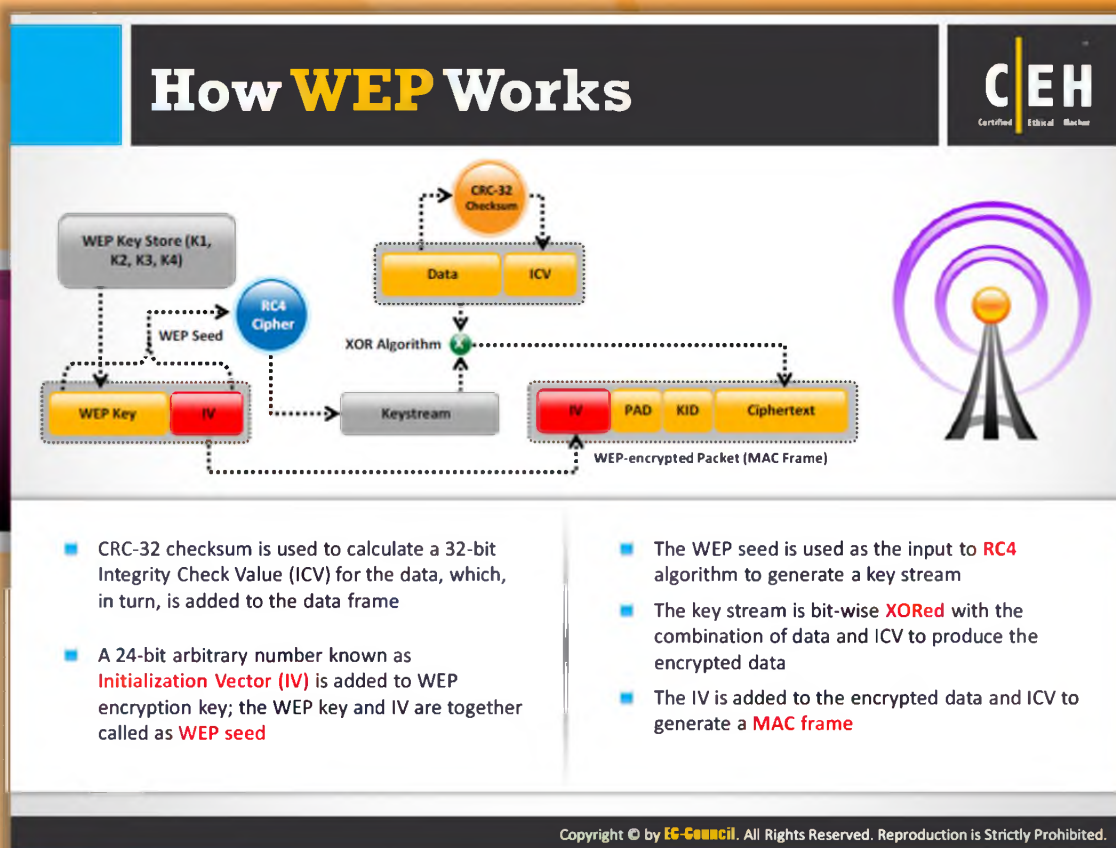 How WEP Works
CEH
Certified Ethical Hacker
CRC-32
Checksum
WEP Key Store (K1,
K2, K3, K4)
Data
ICV
RC4
Cipher
WEP Seed
XOR Algorithm
X
WEP Key
IV
Keystream
IV
PAD
KID
Ciphertext
WEP-encrypted Packet (MAC Frame)
CRC-32 checksum is used to calculate a 32-bit
Integrity Check Value (ICV) for the data, which,
in turn, is added to the data frame
A 24-bit arbitrary number known as
Initialization Vector (IV) is added to WEP
encryption key; the WEP key and IV are together
called as WEP seed
The WEP seed is used as the input to RC4
algorithm to generate a key stream
The key stream is bit-wise XORed with the
combination of data and ICV to produce the
encrypted data
The IV is added to the encrypted data and ICV to
generate a MAC frame
Copyright © by EC-Council. All Rights Reserved. Reproduction is Strictly Prohibited.